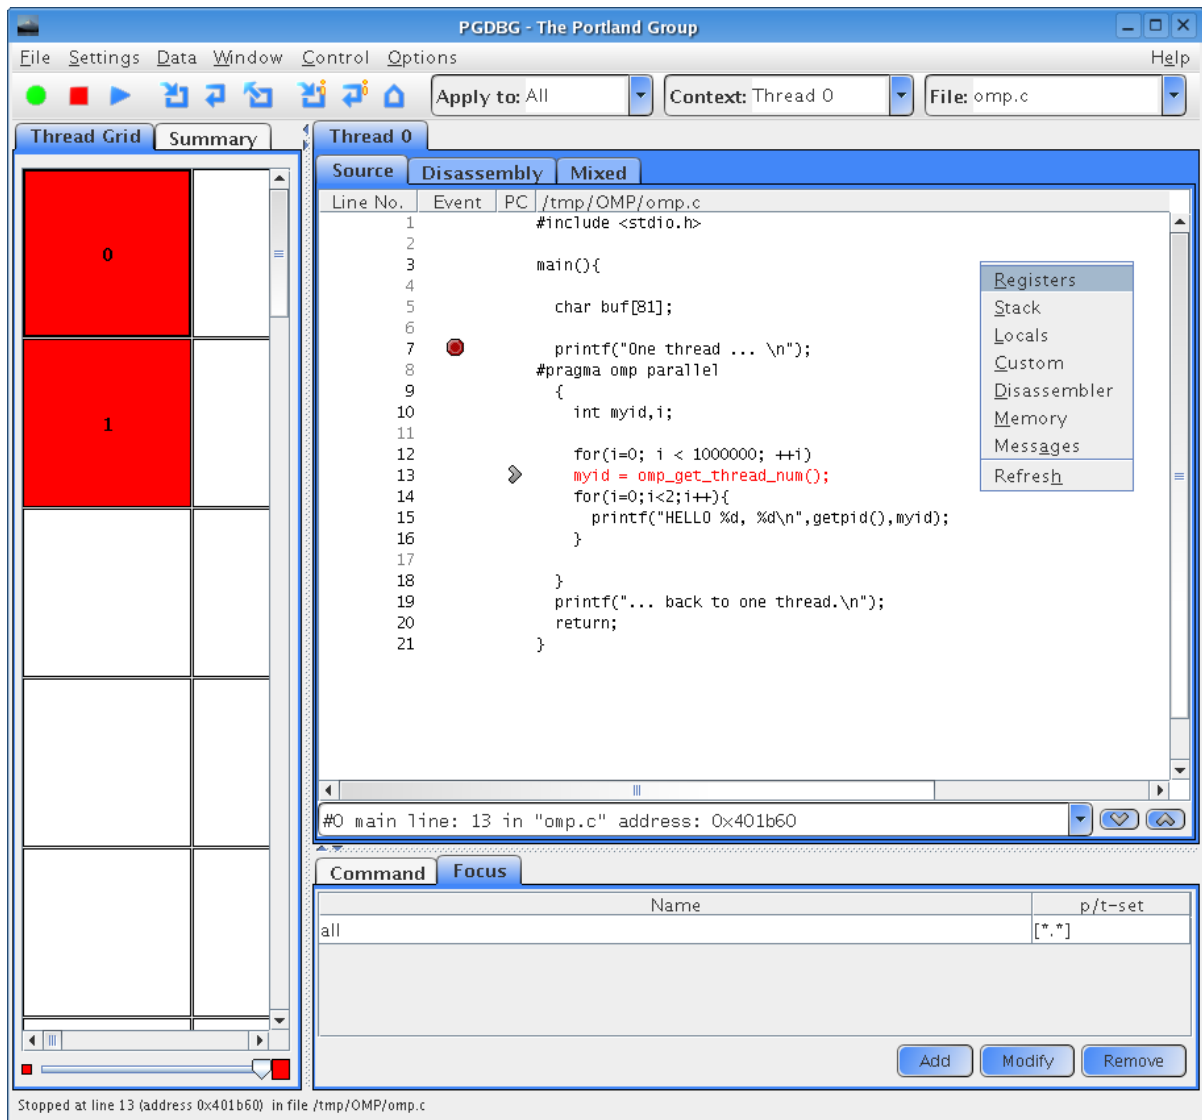 PGDBG - The Portland Group
File Settings Data Window Control Options Help
Apply to: All Context: Thread 0 File: omp.c
Thread Grid Summary
0
1
Thread 0
Source Disassembly Mixed
Line No. Event PC /tmp/OMP/omp.c
1 #include <stdio.h>
2
3 main(){
4
5 char buf[81];
6
7 printf("One thread ... \n");
8 #pragma omp parallel
9 {
10 int myid,i;
11
12 for(i=0; i < 1000000; ++i)
13 myid = omp_get_thread_num();
14 for(i=0;i<2;i++){
15 printf("HELLO %d, %d\n",getpid(),myid);
16 }
17
18 }
19 printf("... back to one thread.\n");
20 return;
21 }
Registers
Stack
Locals
Custom
Disassembler
Memory
Messages
Refresh
#0 main line: 13 in "omp.c" address: 0x401b60
Command Focus
Name p/t-set
all [*.*]
Add Modify Remove
Stopped at line 13 (address 0x401b60) in file /tmp/OMP/omp.c